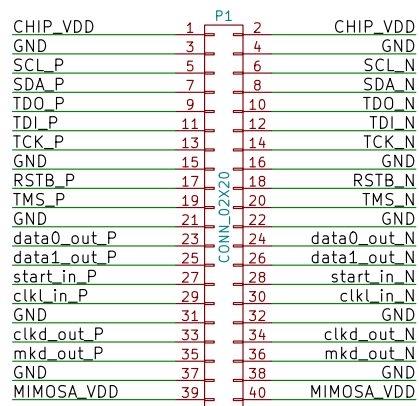 P1
CHIP_VDD 1 2 CHIP_VDD
GND 3 4 GND
SCL_P 5 6 SCL_N
SDA_P 7 8 SDA_N
TDO_P 9 10 TDO_N
TDI_P 11 12 TDI_N
TCK_P 13 14 TCK_N
GND 15 16 GND
RSTB_P 17 18 RSTB_N
TMS_P 19 20 TMS_N
GND 21 22 GND
data0_out_P 23 24 data0_out_N
data1_out_P 25 26 data1_out_N
start_in_P 27 28 start_in_N
clkl_in_P 29 30 clkl_in_N
GND 31 32 GND
clkd_out_P 33 34 clkd_out_N
mkd_out_P 35 36 mkd_out_N
GND 37 38 GND
MIMOSA_VDD 39 40 MIMOSA_VDD
CONN_02X20